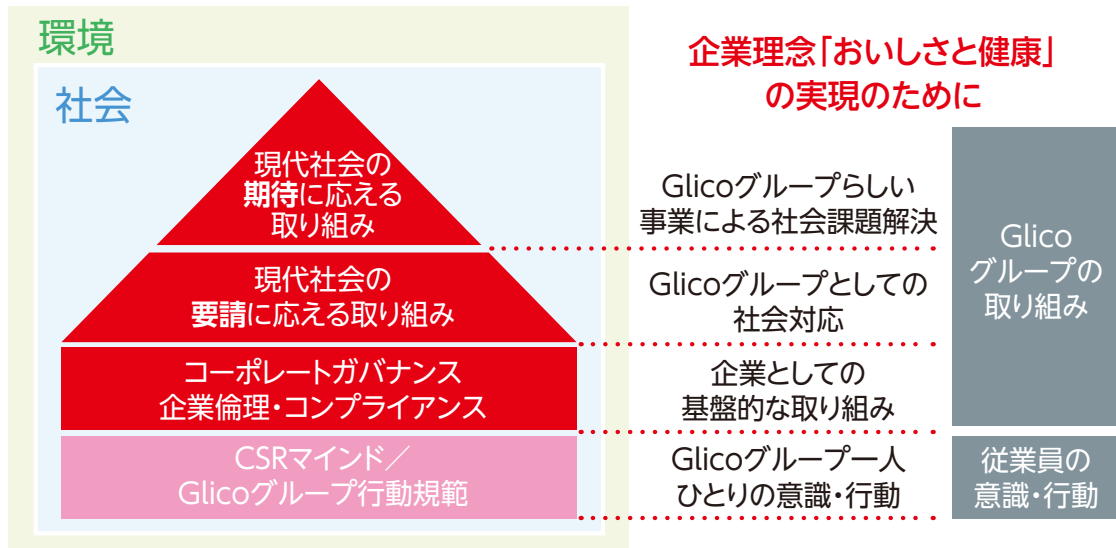 環境
社会
企業理念「おいしさと健康」
の実現のために
現代社会の
期待に応える
取り組み
Glicoグループらしい
事業による社会課題解決
現代社会の
要請に応える取り組み
Glicoグループとしての
社会対応
Glico
グループの
取り組み
コーポレートガバナンス
企業倫理・コンプライアンス
企業としての
基盤的な取り組み
CSRマインド／
Glicoグループ行動規範
Glicoグループ一人
ひとりの意識・行動
従業員の
意識・行動